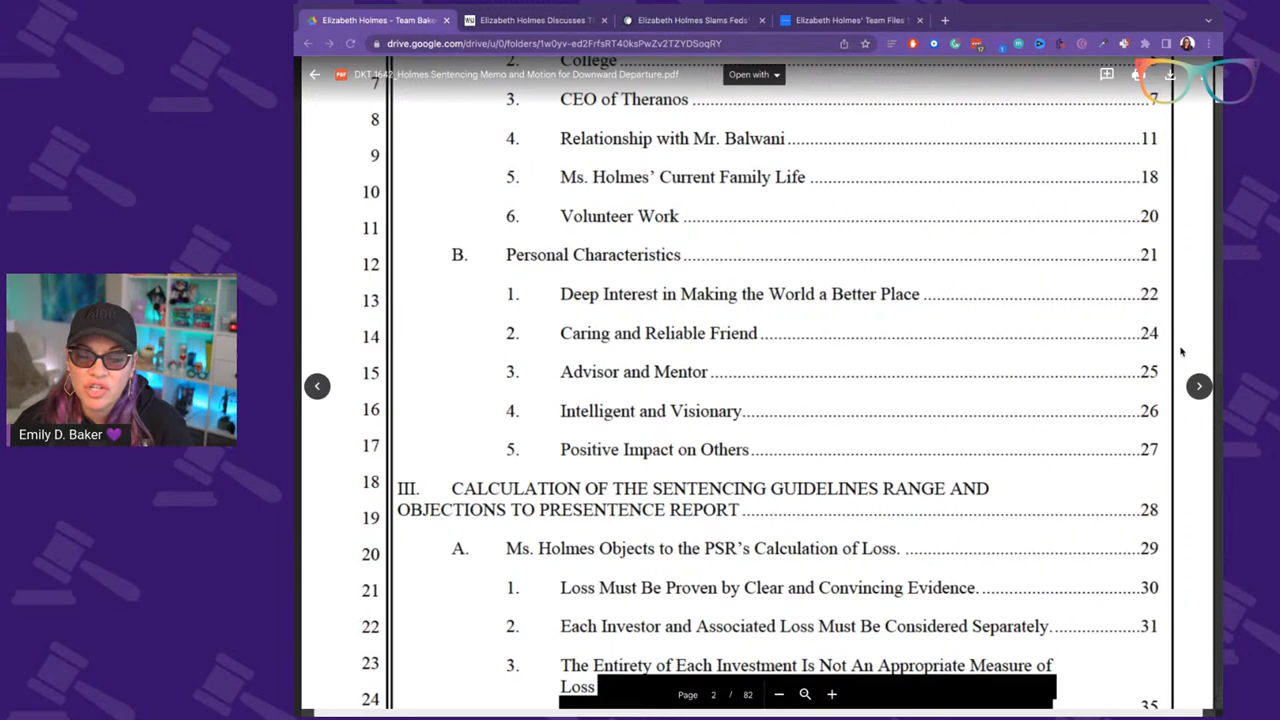 Elizabeth Holmes - Team Bake
Elizabeth Holmes Discusses T
Elizabeth Holmes Slams Feds'
Elizabeth Holmes' Team Files
drive.google.com/drive/u/0/folders/1w0yv-ed2FrfsRT40ksPwZv2TZYDSoqRY
2. College
PDF DKT 1642_Holmes Sentencing Memo and Motion for Downward Departure.pdf
Open with
7
3. CEO of Theranos 7
8
4. Relationship with Mr. Balwani 11
9
5. Ms. Holmes' Current Family Life 18
10
6. Volunteer Work 20
11
B. Personal Characteristics 21
12
1. Deep Interest in Making the World a Better Place 22
13
2. Caring and Reliable Friend 24
14
3. Advisor and Mentor 25
15
4. Intelligent and Visionary 26
16
5. Positive Impact on Others 27
17
III. CALCULATION OF THE SENTENCING GUIDELINES RANGE AND
18
OBJECTIONS TO PRESENTENCE REPORT 28
19
A. Ms. Holmes Objects to the PSR's Calculation of Loss. 29
20
1. Loss Must Be Proven by Clear and Convincing Evidence. 30
21
2. Each Investor and Associated Loss Must Be Considered Separately. 31
22
3. The Entirety of Each Investment Is Not An Appropriate Measure of
23
Loss 35
24
Page 2 / 82
Emily D. Baker 💜